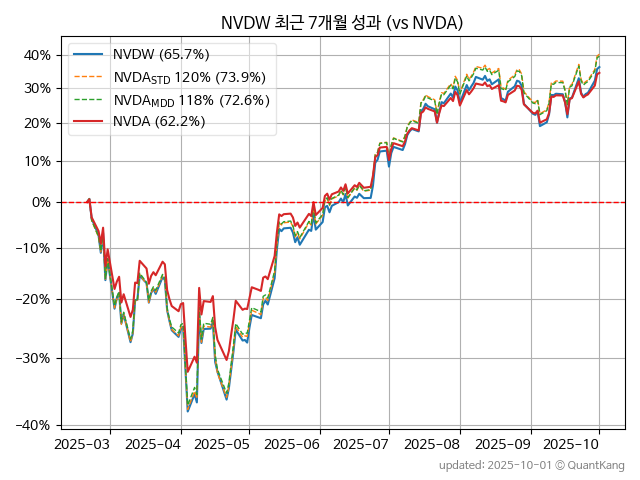 NVDW 최근 7개월 성과 (vs NVDA)
NVDW (65.7%)
NVDA_STD 120% (73.9%)
NVDA_MDD 118% (72.6%)
NVDA (62.2%)
40%
30%
20%
10%
0%
-10%
-20%
-30%
-40%
2025-03 2025-04 2025-05 2025-06 2025-07 2025-08 2025-09 2025-10
updated: 2025-10-01 © QuantKang